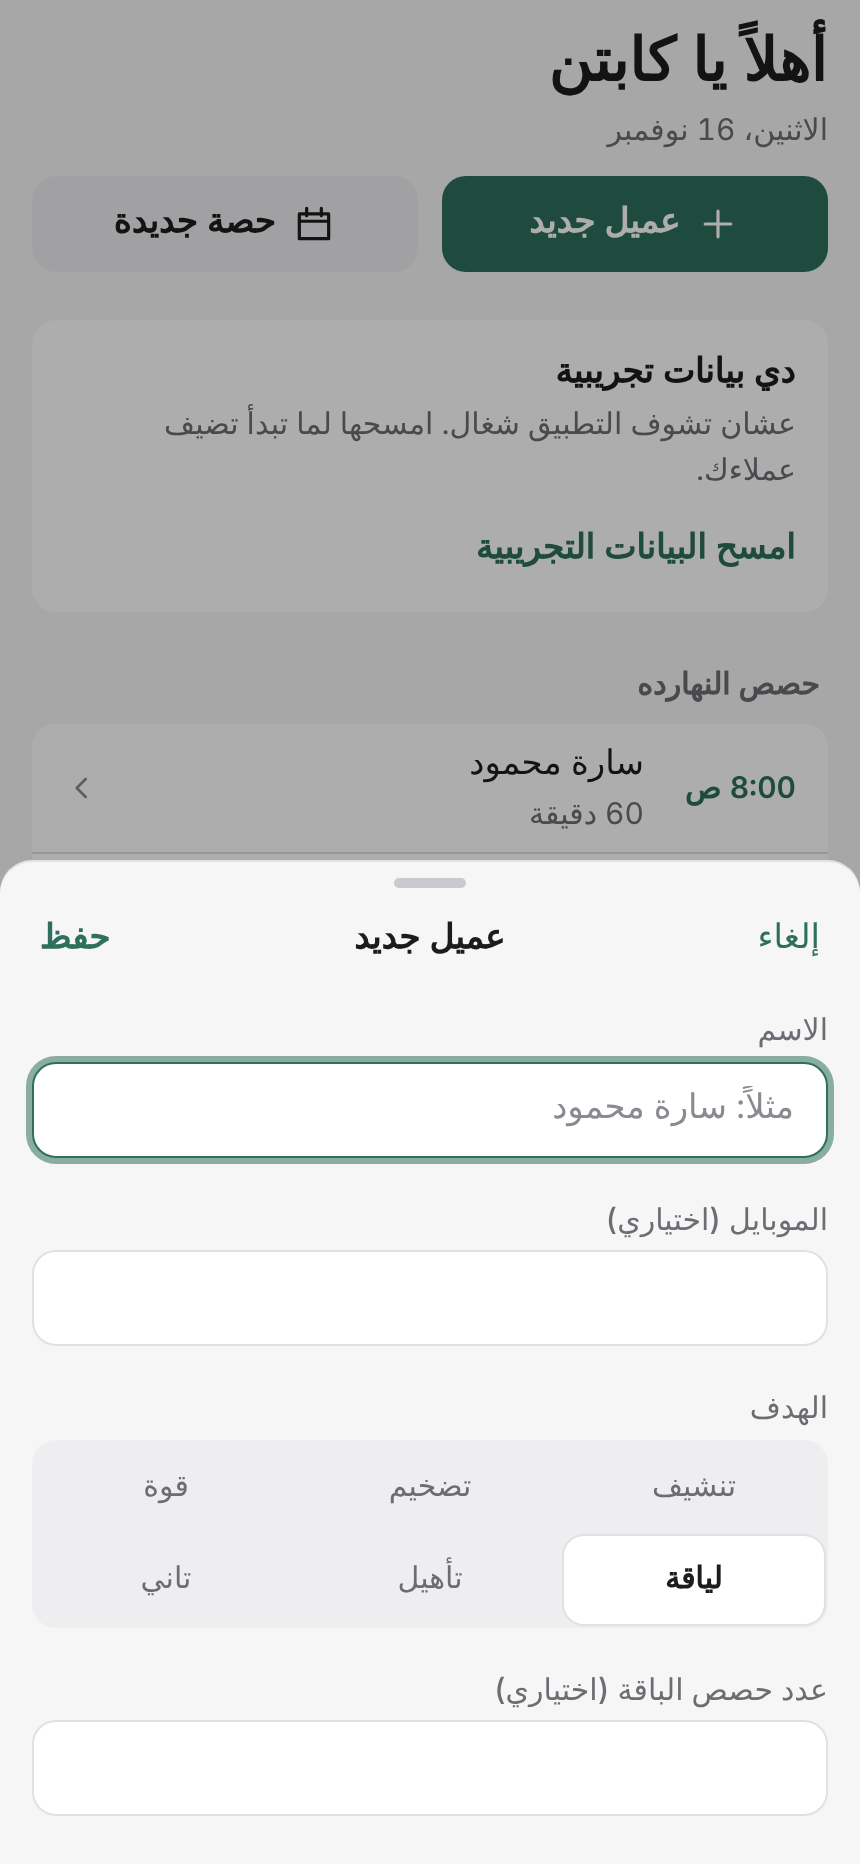 أهلاً يا كابتن
الاثنين، 16 نوفمبر
عميل جديد
حصة جديدة
دي بيانات تجريبية
عشان تشوف التطبيق شغال. امسحها لما تبدأ تضيف
عملاءك.
امسح البيانات التجريبية
حصص النهارده
8:00 ص
سارة محمود
60 دقيقة
إلغاء
عميل جديد
حفظ
الاسم
مثلاً: سارة محمود
الموبايل (اختياري)
الهدف
تنشيف
تضخيم
قوة
لياقة
تأهيل
تاني
عدد حصص الباقة (اختياري)